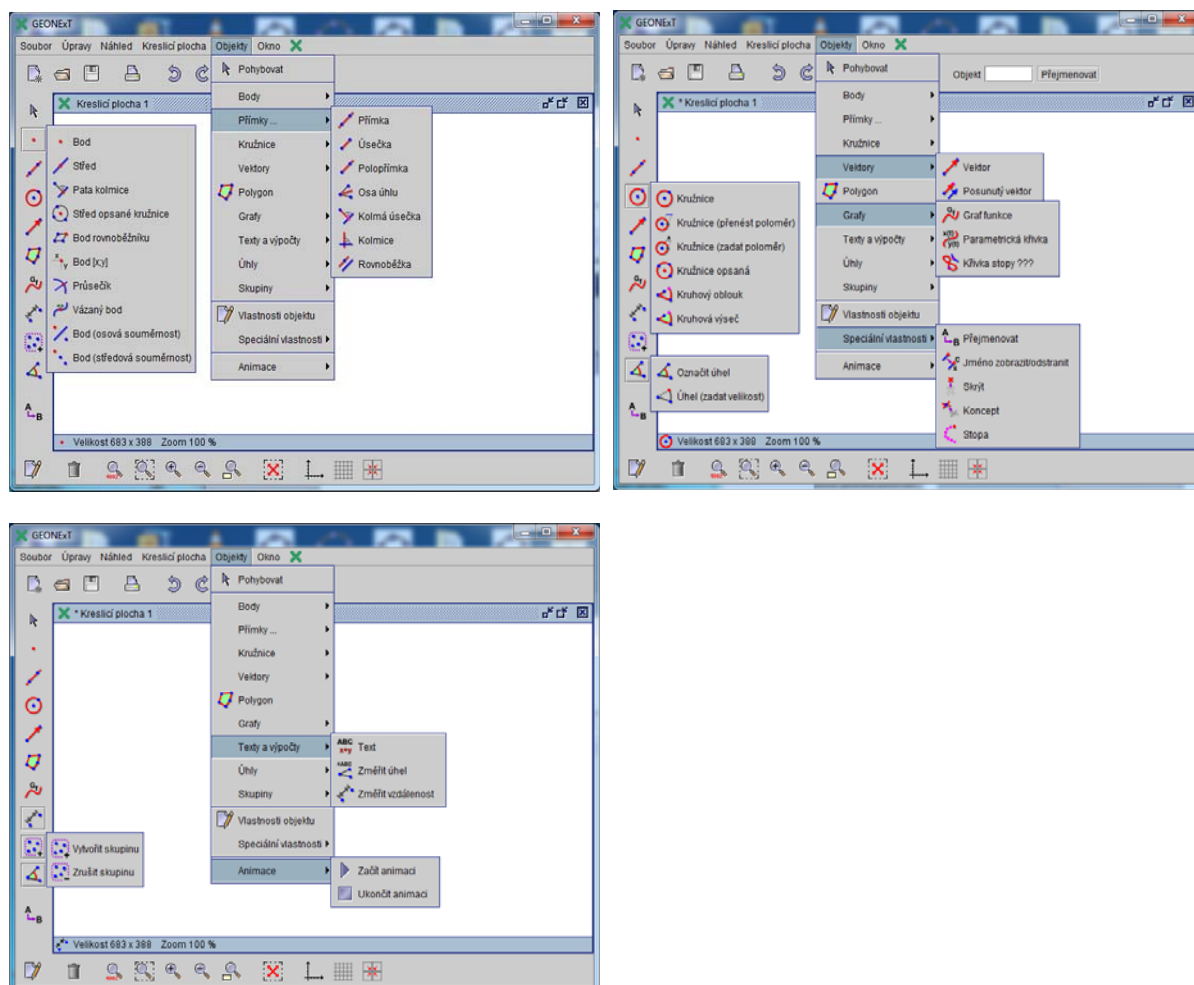 GEONExT
Soubor Úpravy Náhled Kreslicí plocha Objekty Okno
Pohybovat
Kreslicí plocha 1
Body
Přímky ...
Kružnice
Vektory
Polygon
Grafy
Texty a výpočty
Úhly
Skupiny
Vlastnosti objektu
Speciální vlastnosti
Animace
Bod
Střed
Pata kolmice
Střed opsané kružnice
Bod rovnoběžníku
Bod [x,y]
Průsečík
Vázaný bod
Bod (osová souměrnost)
Bod (středová souměrnost)
Přímka
Úsečka
Polopřímka
Osa úhlu
Kolmá úsečka
Kolmice
Rovnoběžka
A
B
Velikost 683 x 388 Zoom 100 %
GEONExT
Soubor Úpravy Náhled Kreslicí plocha Objekty Okno
Pohybovat
Objekt
Přejmenovat
* Kreslicí plocha 1
Body
Přímky ...
Kružnice
Vektory
Polygon
Grafy
Texty a výpočty
Úhly
Skupiny
Vlastnosti objektu
Speciální vlastnosti
Animace
Kružnice
Kružnice (přenést poloměr)
Kružnice (zadat poloměr)
Kružnice opsaná
Kruhový oblouk
Kruhová výseč
Označit úhel
Úhel (zadat velikost)
Vektor
Posunutý vektor
Graf funkce
Parametrická křivka
Křivka stopy ???
Přejmenovat
Jméno zobrazit/odstranit
Skrýt
Koncept
Stopa
A
B
Velikost 683 x 388 Zoom 100 %
GEONExT
Soubor Úpravy Náhled Kreslicí plocha Objekty Okno
Pohybovat
* Kreslicí plocha 1
Body
Přímky ...
Kružnice
Vektory
Polygon
Grafy
Texty a výpočty
Úhly
Skupiny
Vlastnosti objektu
Speciální vlastnosti
Animace
ABC
x+y
Text
Změřit úhel
Změřit vzdálenost
Vytvořit skupinu
Zrušit skupinu
Začít animaci
Ukončit animaci
A
B
Velikost 683 x 388 Zoom 100 %